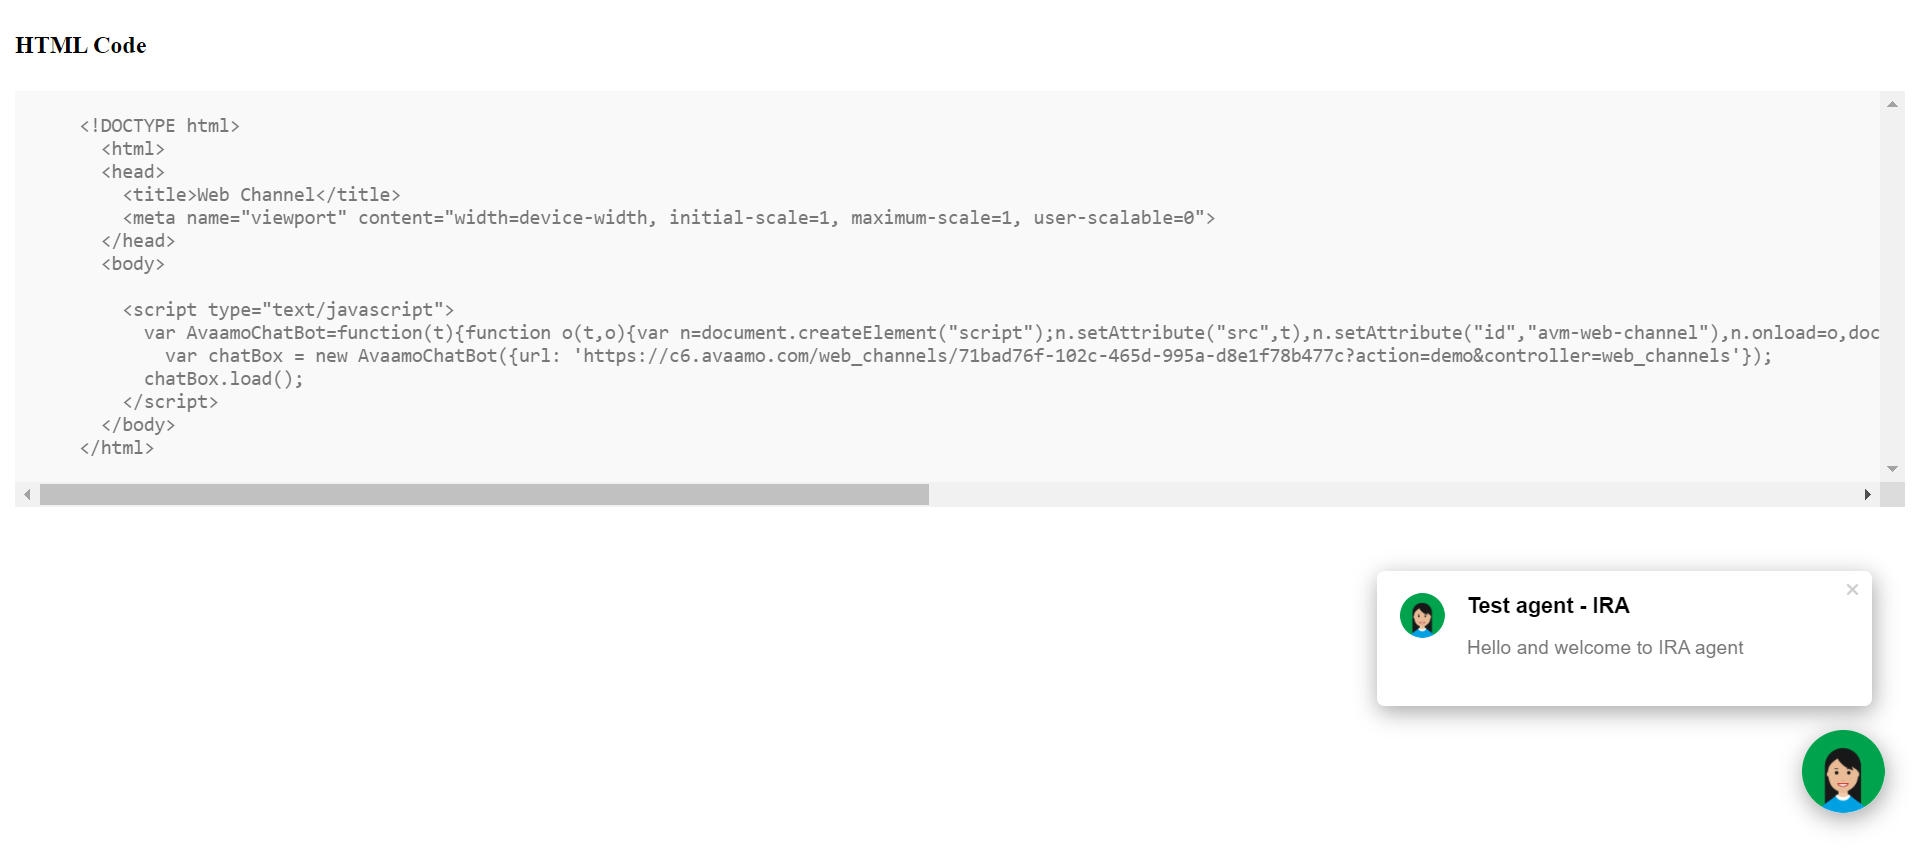 HTML Code
<!DOCTYPE html>
<html>
<head>
<title>Web Channel</title>
<meta name="viewport" content="width=device-width, initial-scale=1, maximum-scale=1, user-scalable=0">
</head>
<body>
<script type="text/javascript">
var AvaamoChatBot=function(t){function o(t,o){var n=document.createElement("script");n.setAttribute("src",t),n.setAttribute("id","avm-web-channel"),n.onload=o,doc
var chatBox = new AvaamoChatBot({url: 'https://c6.avaamo.com/web_channels/71bad76f-102c-465d-995a-d8e1f78b477c?action=demo&controller=web_channels'});
chatBox.load();
</script>
</body>
</html>
Test agent - IRA
Hello and welcome to IRA agent